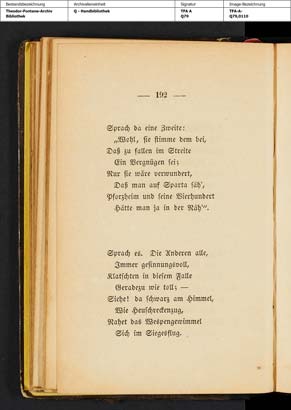 Bestandsbezeichnung
Archivalieneinheit
Signatur
Image-Bezeichnung
Theodor-Fontane-Archiv
Bibliothek
Q - Handbibliothek
TFA A
Q79
TFA-A-
Q79,0110
— 192 —
Sprach da eine Zweite:
„Wohl, sie stimme dem bei,
Daß zu fallen im Streite
Ein Vergnügen sei;
Nur sie wäre verwundert,
Daß man auf Sparta säh’,
Pforzheim und seine Vierhundert
Hätte man ja in der Näh’“.
Sprach es. Die Anderen alle,
Immer gesinnungsvoll,
Klatschten in diesem Falle
Geradezu wie toll; —
Siehe! da schwarz am Himmel,
Wie Heuschreckenzug,
Nahet das Wespengewimmel
Sich im Siegesflug.